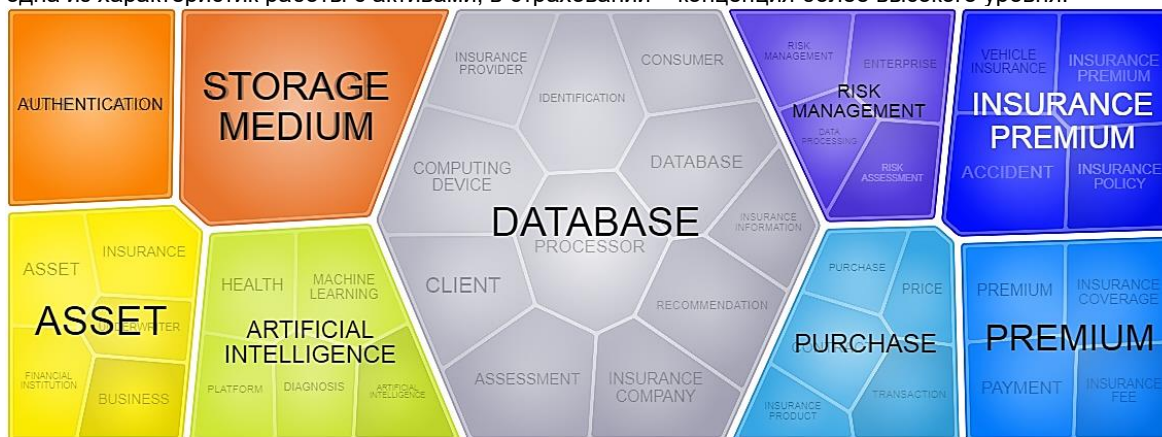 одна из характеристик работы с активами, в страховании – концепция более высокого уровня.
AUTHENTICATION
STORAGE
MEDIUM
INSURANCE
PROVIDER
CONSUMER
IDENTIFICATION
COMPUTING
DEVICE
DATABASE
DATABASE
PROCESSOR
INSURANCE
INFORMATION
CLIENT
RECOMMENDATION
ASSESSMENT
INSURANCE
COMPANY
RISK
MANAGEMENT
ENTERPRISE
RISK
MANAGEMENT
DATA
PROCESSING
RISK
ASSESSMENT
VEHICLE
INSURANCE
INSURANCE
PREMIUM
INSURANCE
PREMIUM
ACCIDENT
INSURANCE
POLICY
ASSET
INSURANCE
ASSET
UNDERWRITER
FINANCIAL
INSTITUTION
BUSINESS
HEALTH
MACHINE
LEARNING
ARTIFICIAL
INTELLIGENCE
PLATFORM
DIAGNOSIS
ARTIFICIAL
INTELLIGENCE
PURCHASE
PRICE
PURCHASE
INSURANCE
PRODUCT
TRANSACTION
PREMIUM
INSURANCE
COVERAGE
PREMIUM
PAYMENT
INSURANCE
FEE